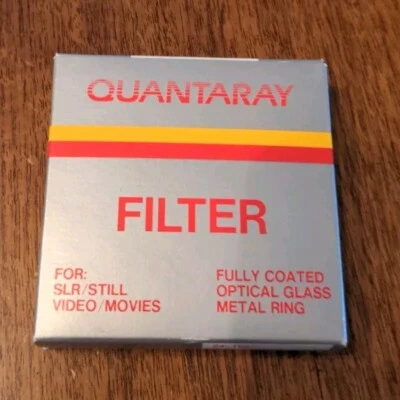 QUANTARAY
FILTER
FOR:
SLR/STILL
VIDEO/MOVIES
FULLY COATED
OPTICAL GLASS
METAL RING